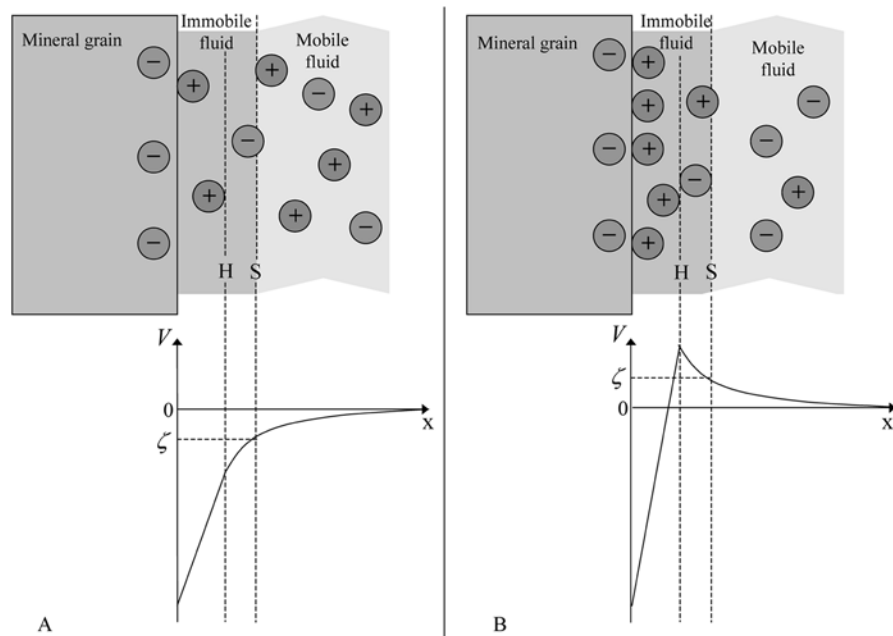 Mineral grain
Immobile
fluid
Mobile
fluid
−
+
+
−
+
−
−
+
+
+
−
−
H
S
V
0
ζ
x
A
Mineral grain
Immobile
fluid
Mobile
fluid
−
+
+
+
−
−
+
−
−
+
−
+
−
+
−
H
S
V
ζ
0
x
B